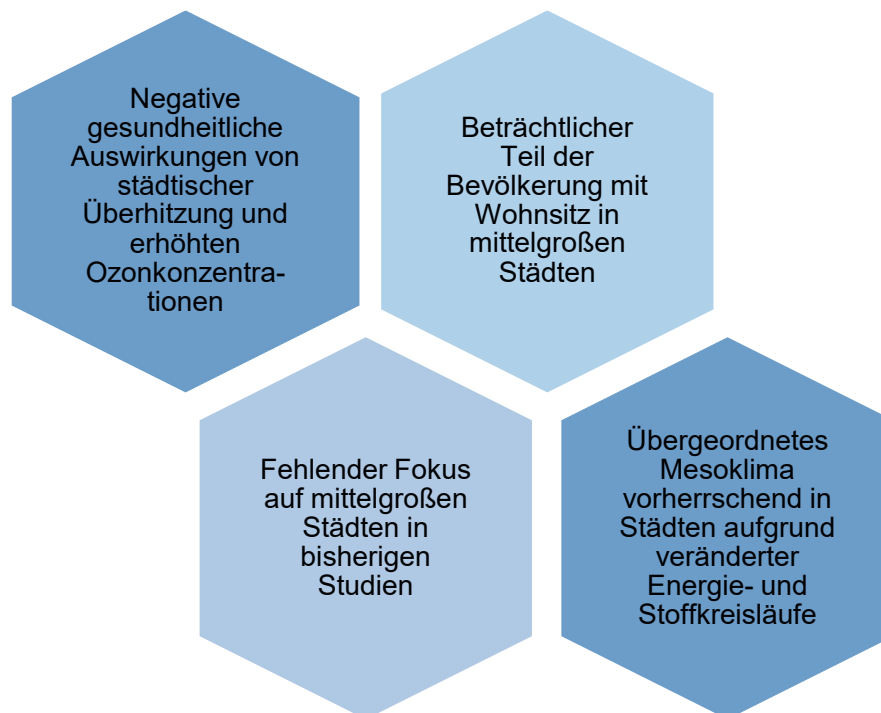 Negative
gesundheitliche
Auswirkungen von
städtischer
Überhitzung und
erhöhten
Ozonkonzentra-
tionen
Beträchtlicher
Teil der
Bevölkerung mit
Wohnsitz in
mittelgroßen
Städten
Fehlender Fokus
auf mittelgroßen
Städten in
bisherigen
Studien
Übergeordnetes
Mesoklima
vorherrschend in
Städten aufgrund
veränderter
Energie- und
Stoffkreisläufe